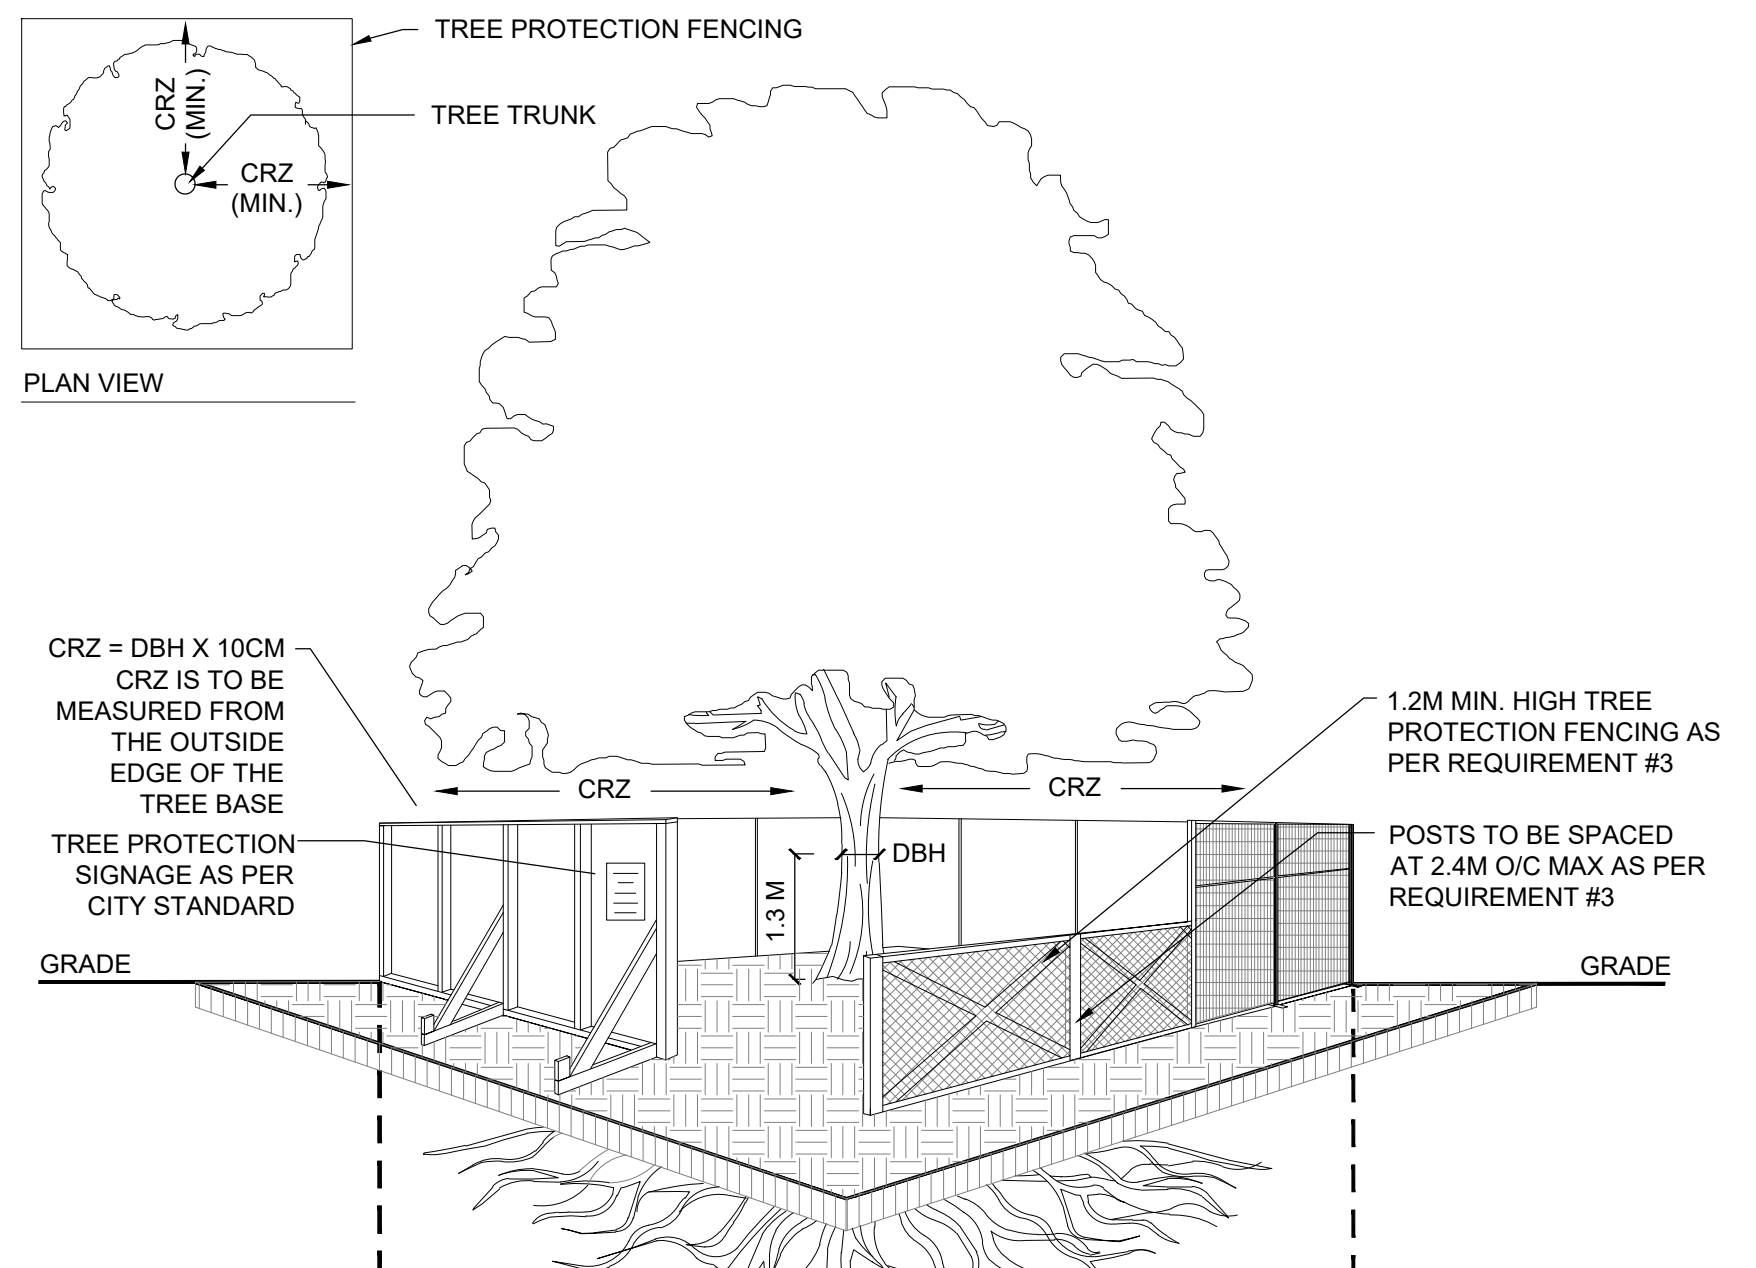 TREE PROTECTION FENCING
CRZ
(MIN.)
TREE TRUNK
CRZ
(MIN.)
PLAN VIEW
CRZ = DBH X 10CM
CRZ IS TO BE
MEASURED FROM
THE OUTSIDE
EDGE OF THE
TREE BASE
TREE PROTECTION
SIGNAGE AS PER
CITY STANDARD
GRADE
CRZ
CRZ
DBH
1.3 M
1.2M MIN. HIGH TREE
PROTECTION FENCING AS
PER REQUIREMENT #3
POSTS TO BE SPACED
AT 2.4M O/C MAX AS PER
REQUIREMENT #3
GRADE